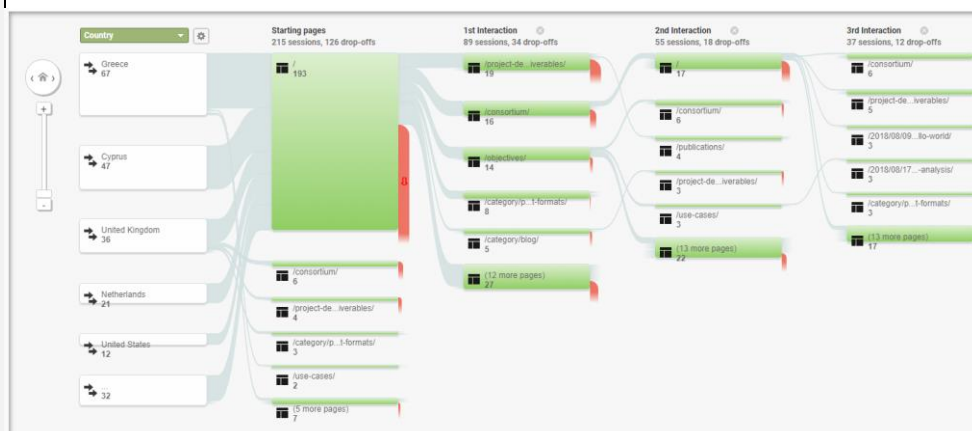 Country
Greece
67
Cyprus
47
United Kingdom
36
Netherlands
21
United States
12
...
32
Starting pages
215 sessions, 126 drop-offs
/
193
/consortium/
6
/project-de...iverables/
4
/category/p...t-formats/
3
/use-cases/
2
(5 more pages)
7
1st Interaction
89 sessions, 34 drop-offs
/project-de...iverables/
19
/consortium/
16
/objectives/
14
/category/p...t-formats/
8
/category/blog/
5
(12 more pages)
27
2nd Interaction
55 sessions, 18 drop-offs
/
17
/consortium/
6
/publications/
4
/project-de...iverables/
3
/use-cases/
3
(13 more pages)
22
3rd Interaction
37 sessions, 12 drop-offs
/consortium/
6
/project-de...iverables/
5
/2018/08/09...llo-world/
3
/2018/08/17...-analysis/
3
/category/p...t-formats/
3
(13 more pages)
17